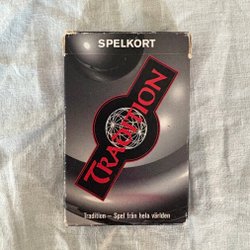 SPELKORT
TRADITION
Tradition – Spel från hela världen